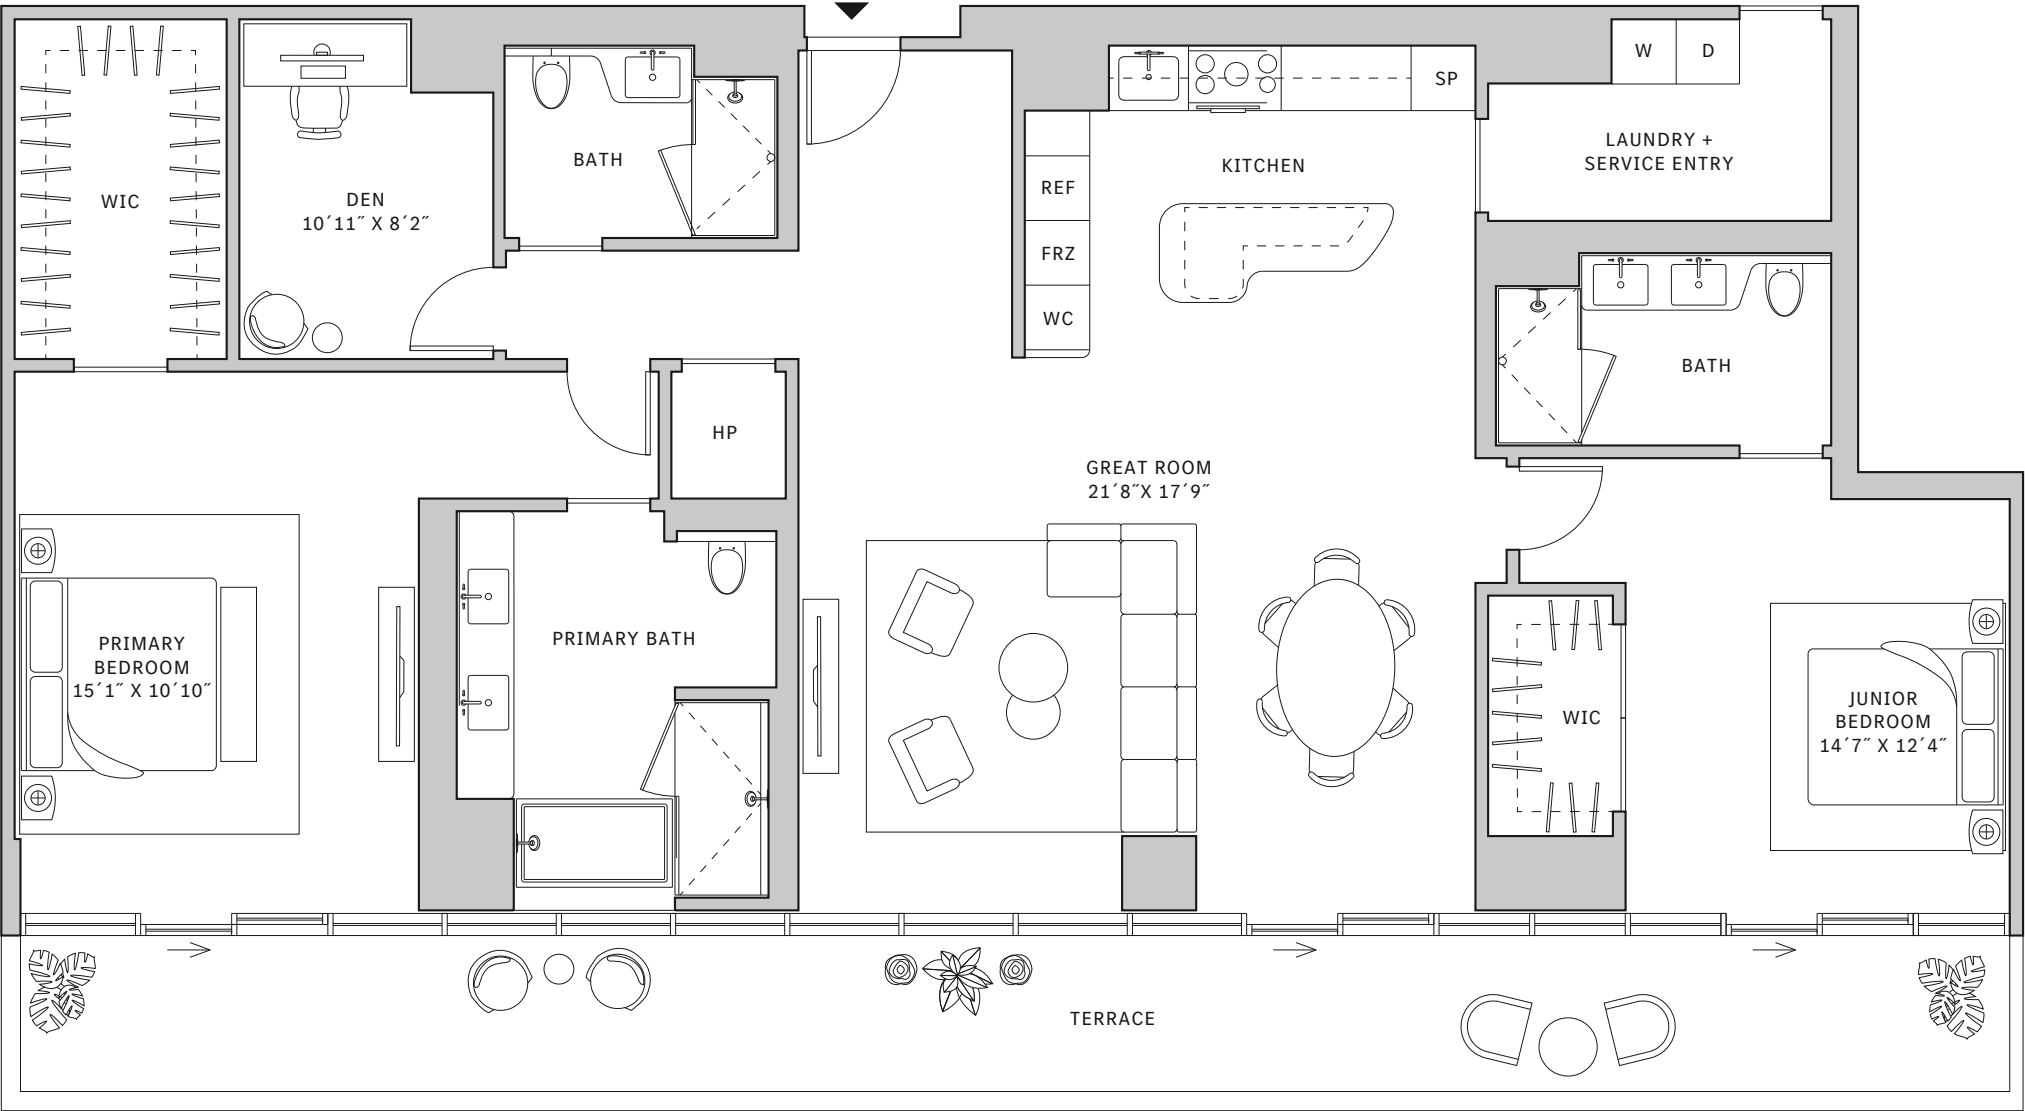 W
D
SP
LAUNDRY +
SERVICE ENTRY
BATH
KITCHEN
REF
WIC
DEN
10´11˝ X 8´2˝
FRZ
WC
BATH
HP
GREAT ROOM
21´8˝X 17´9˝
PRIMARY
BEDROOM
15´1˝ X 10´10˝
PRIMARY BATH
WIC
JUNIOR
BEDROOM
14´7˝ X 12´4˝
TERRACE